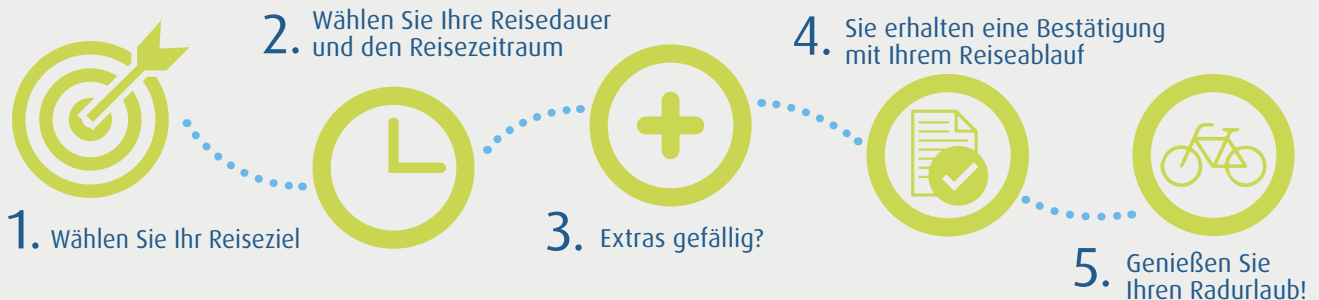 1. Wählen Sie Ihr Reiseziel
2. Wählen Sie Ihre Reisedauer
und den Reisezeitraum
3. Extras gefällig?
4. Sie erhalten eine Bestätigung
mit Ihrem Reiseablauf
5. Genießen Sie
Ihren Radurlaub!